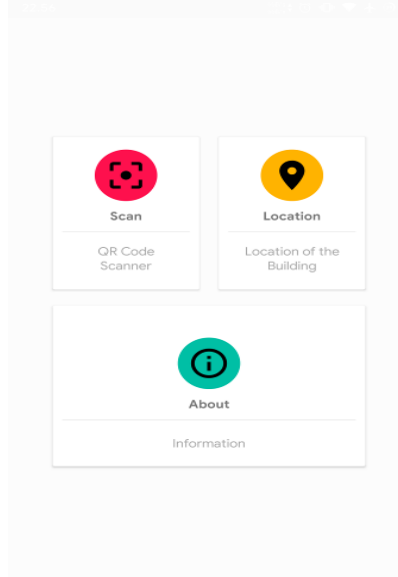 Scan
Location
QR Code
Scanner
Location of the
Building
About
Information